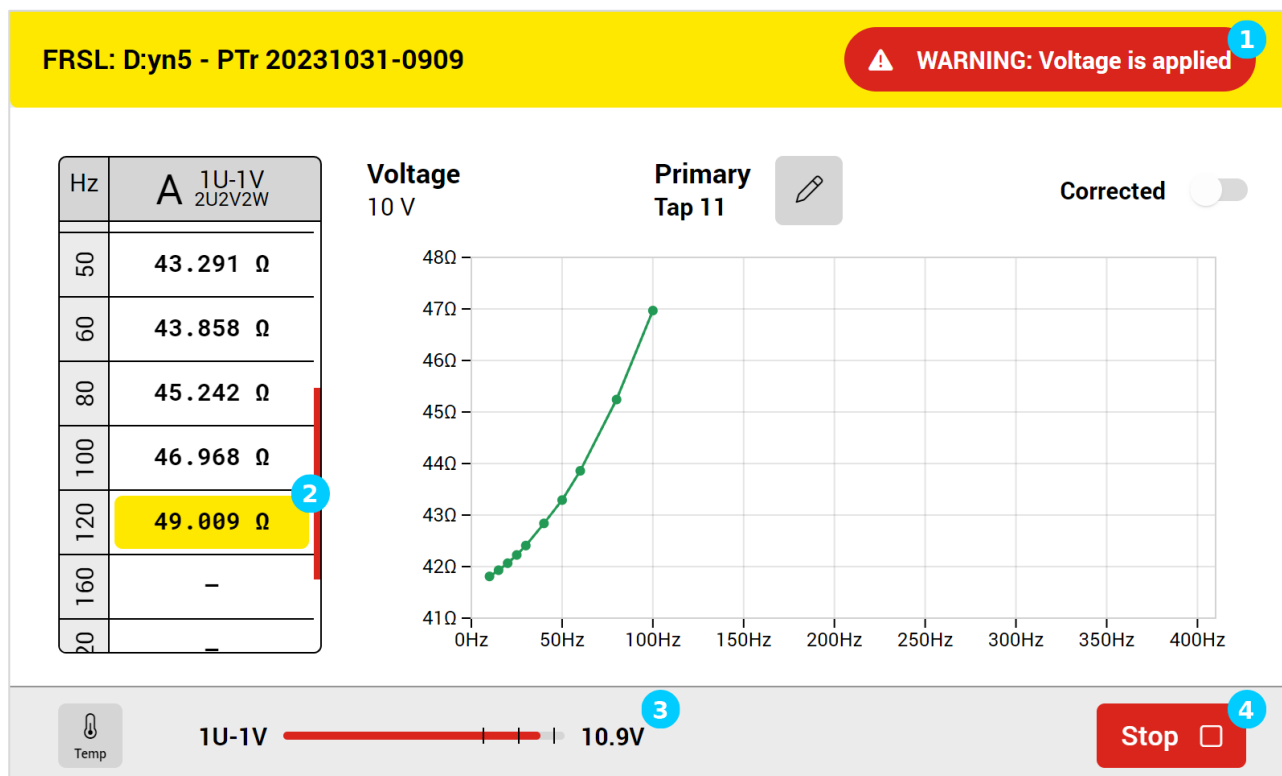 FRSL: D:yn5 - PTr 20231031-0909
WARNING: Voltage is applied
1
Hz
A 1U-1V
2U2V2W
Voltage
10 V
Primary
Tap 11
Corrected
50
43.291 Ω
60
43.858 Ω
80
45.242 Ω
100
46.968 Ω
2
120
49.009 Ω
160
–
20
–
48Ω
47Ω
46Ω
45Ω
44Ω
43Ω
42Ω
41Ω
0Hz 50Hz 100Hz 150Hz 200Hz 250Hz 300Hz 350Hz 400Hz
Temp
1U-1V
10.9V
3
Stop
4